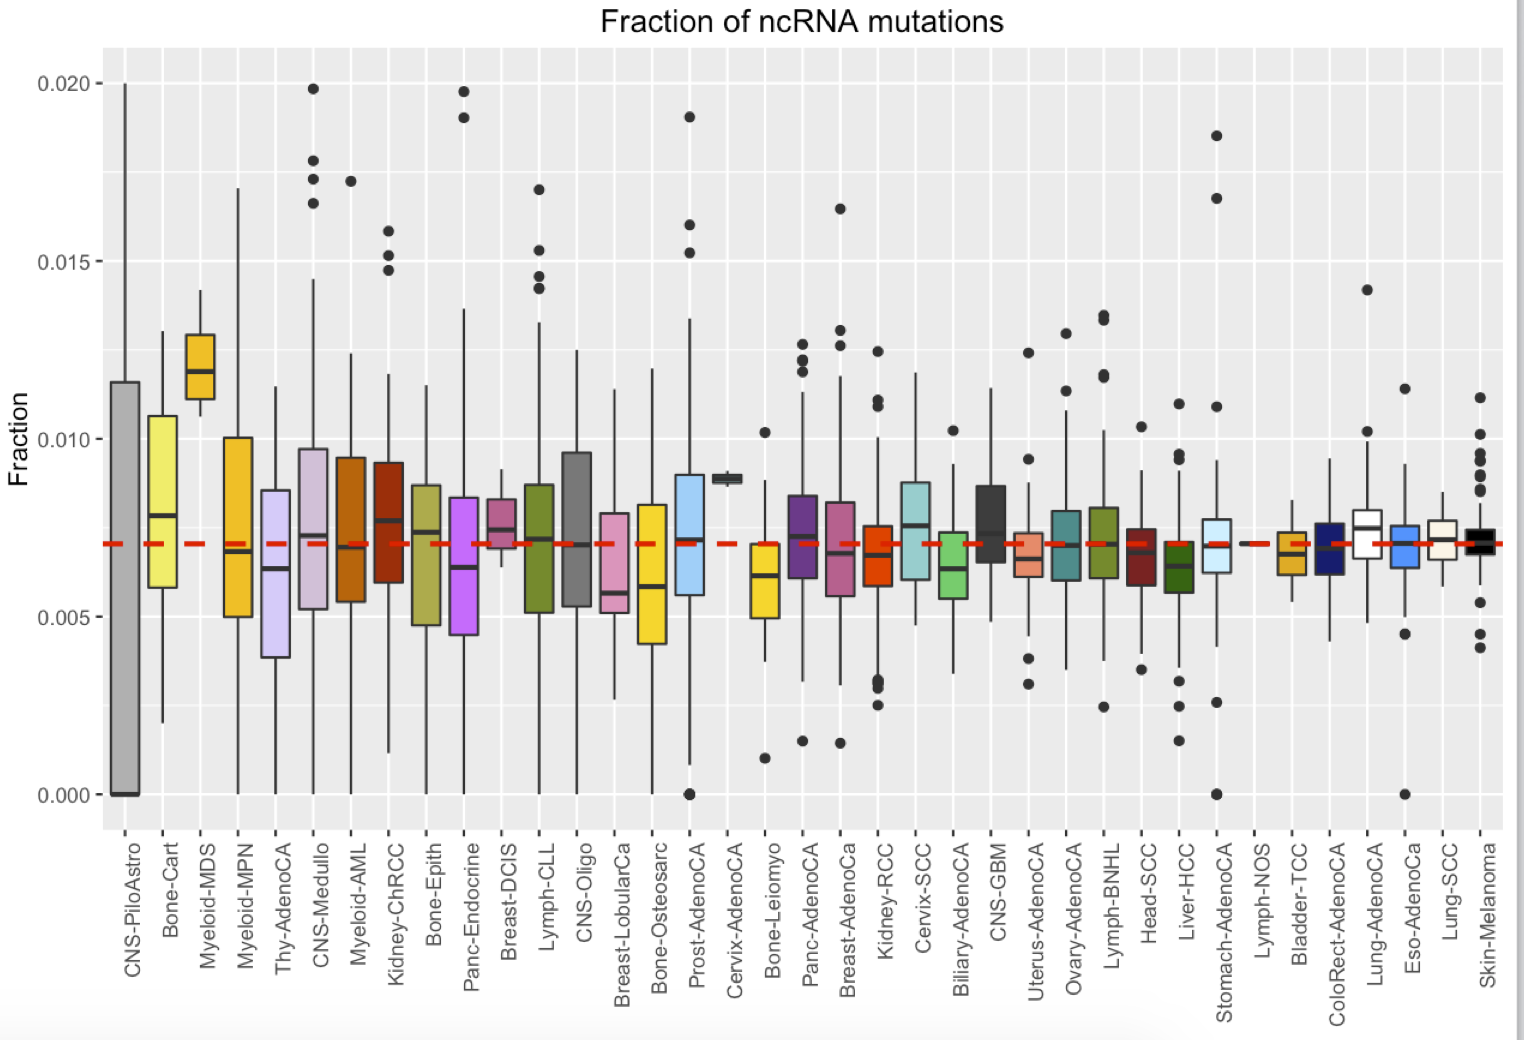 Fraction of ncRNA mutations
Fraction
0.020
0.015
0.010
0.005
0.000
CNS-PiloAstro
Bone-Cart
Myeloid-MDS
Myeloid-MPN
Thy-AdenoCA
CNS-Medullo
Myeloid-AML
Kidney-ChRCC
Bone-Epith
Panc-Endocrine
Breast-DCIS
Lymph-CLL
CNS-Oligo
Breast-LobularCa
Bone-Osteosarc
Prost-AdenoCA
Cervix-AdenoCA
Bone-Leiomyo
Panc-AdenoCA
Breast-AdenoCa
Kidney-RCC
Cervix-SCC
Biliary-AdenoCA
CNS-GBM
Uterus-AdenoCA
Ovary-AdenoCA
Lymph-BNHL
Head-SCC
Liver-HCC
Stomach-AdenoCA
Lymph-NOS
Bladder-TCC
ColoRect-AdenoCA
Lung-AdenoCA
Eso-AdenoCa
Lung-SCC
Skin-Melanoma